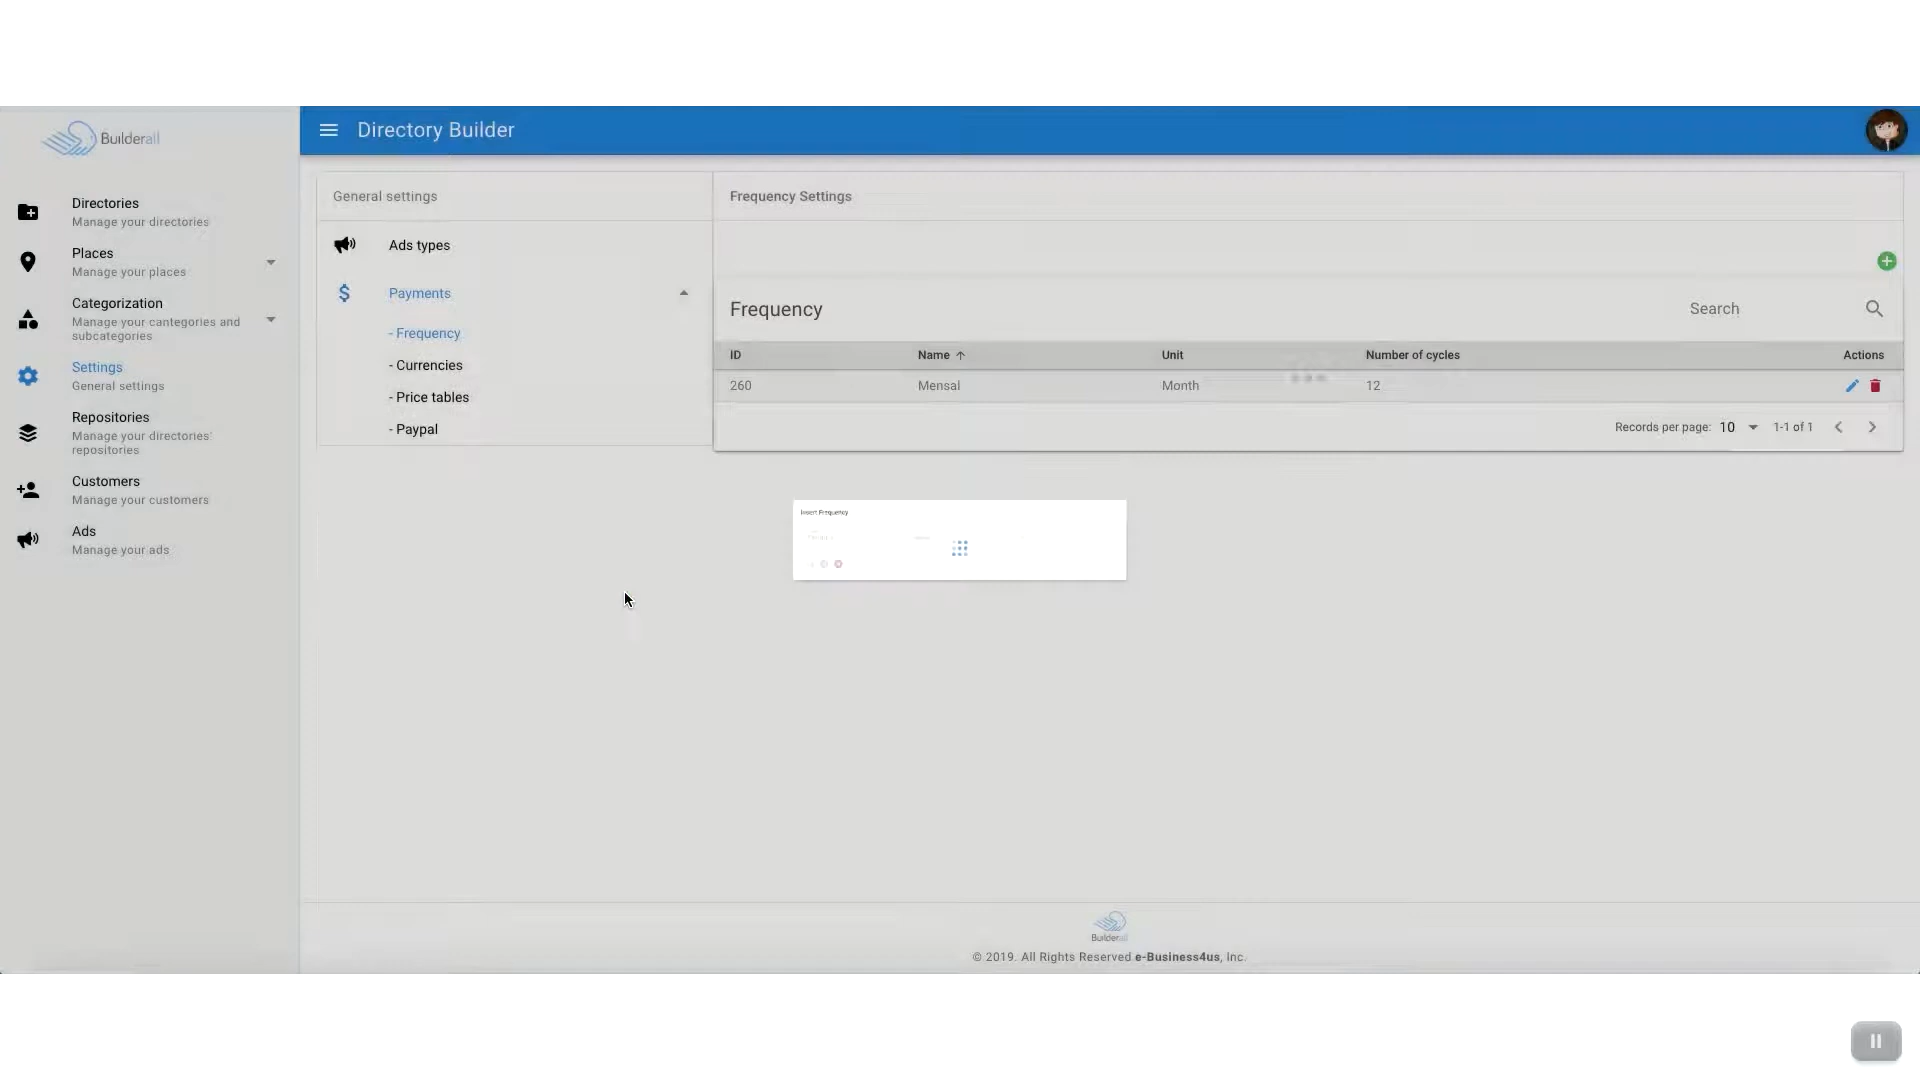 Builderall
Directory Builder
Directories
Manage your directories
Places
Manage your places
Categorization
Manage your cantegories and
subcategories
Settings
General settings
Repositories
Manage your directories'
repositories
Customers
Manage your customers
Ads
Manage your ads
General settings
Ads types
Payments
- Frequency
- Currencies
- Price tables
- Paypal
Frequency Settings
Frequency
Search
ID Name Unit Number of cycles Actions
260 Mensal Month 12
Records per page: 10 1-1 of 1
Insert Frequency
Builderall
© 2019. All Rights Reserved e-Business4us, Inc.